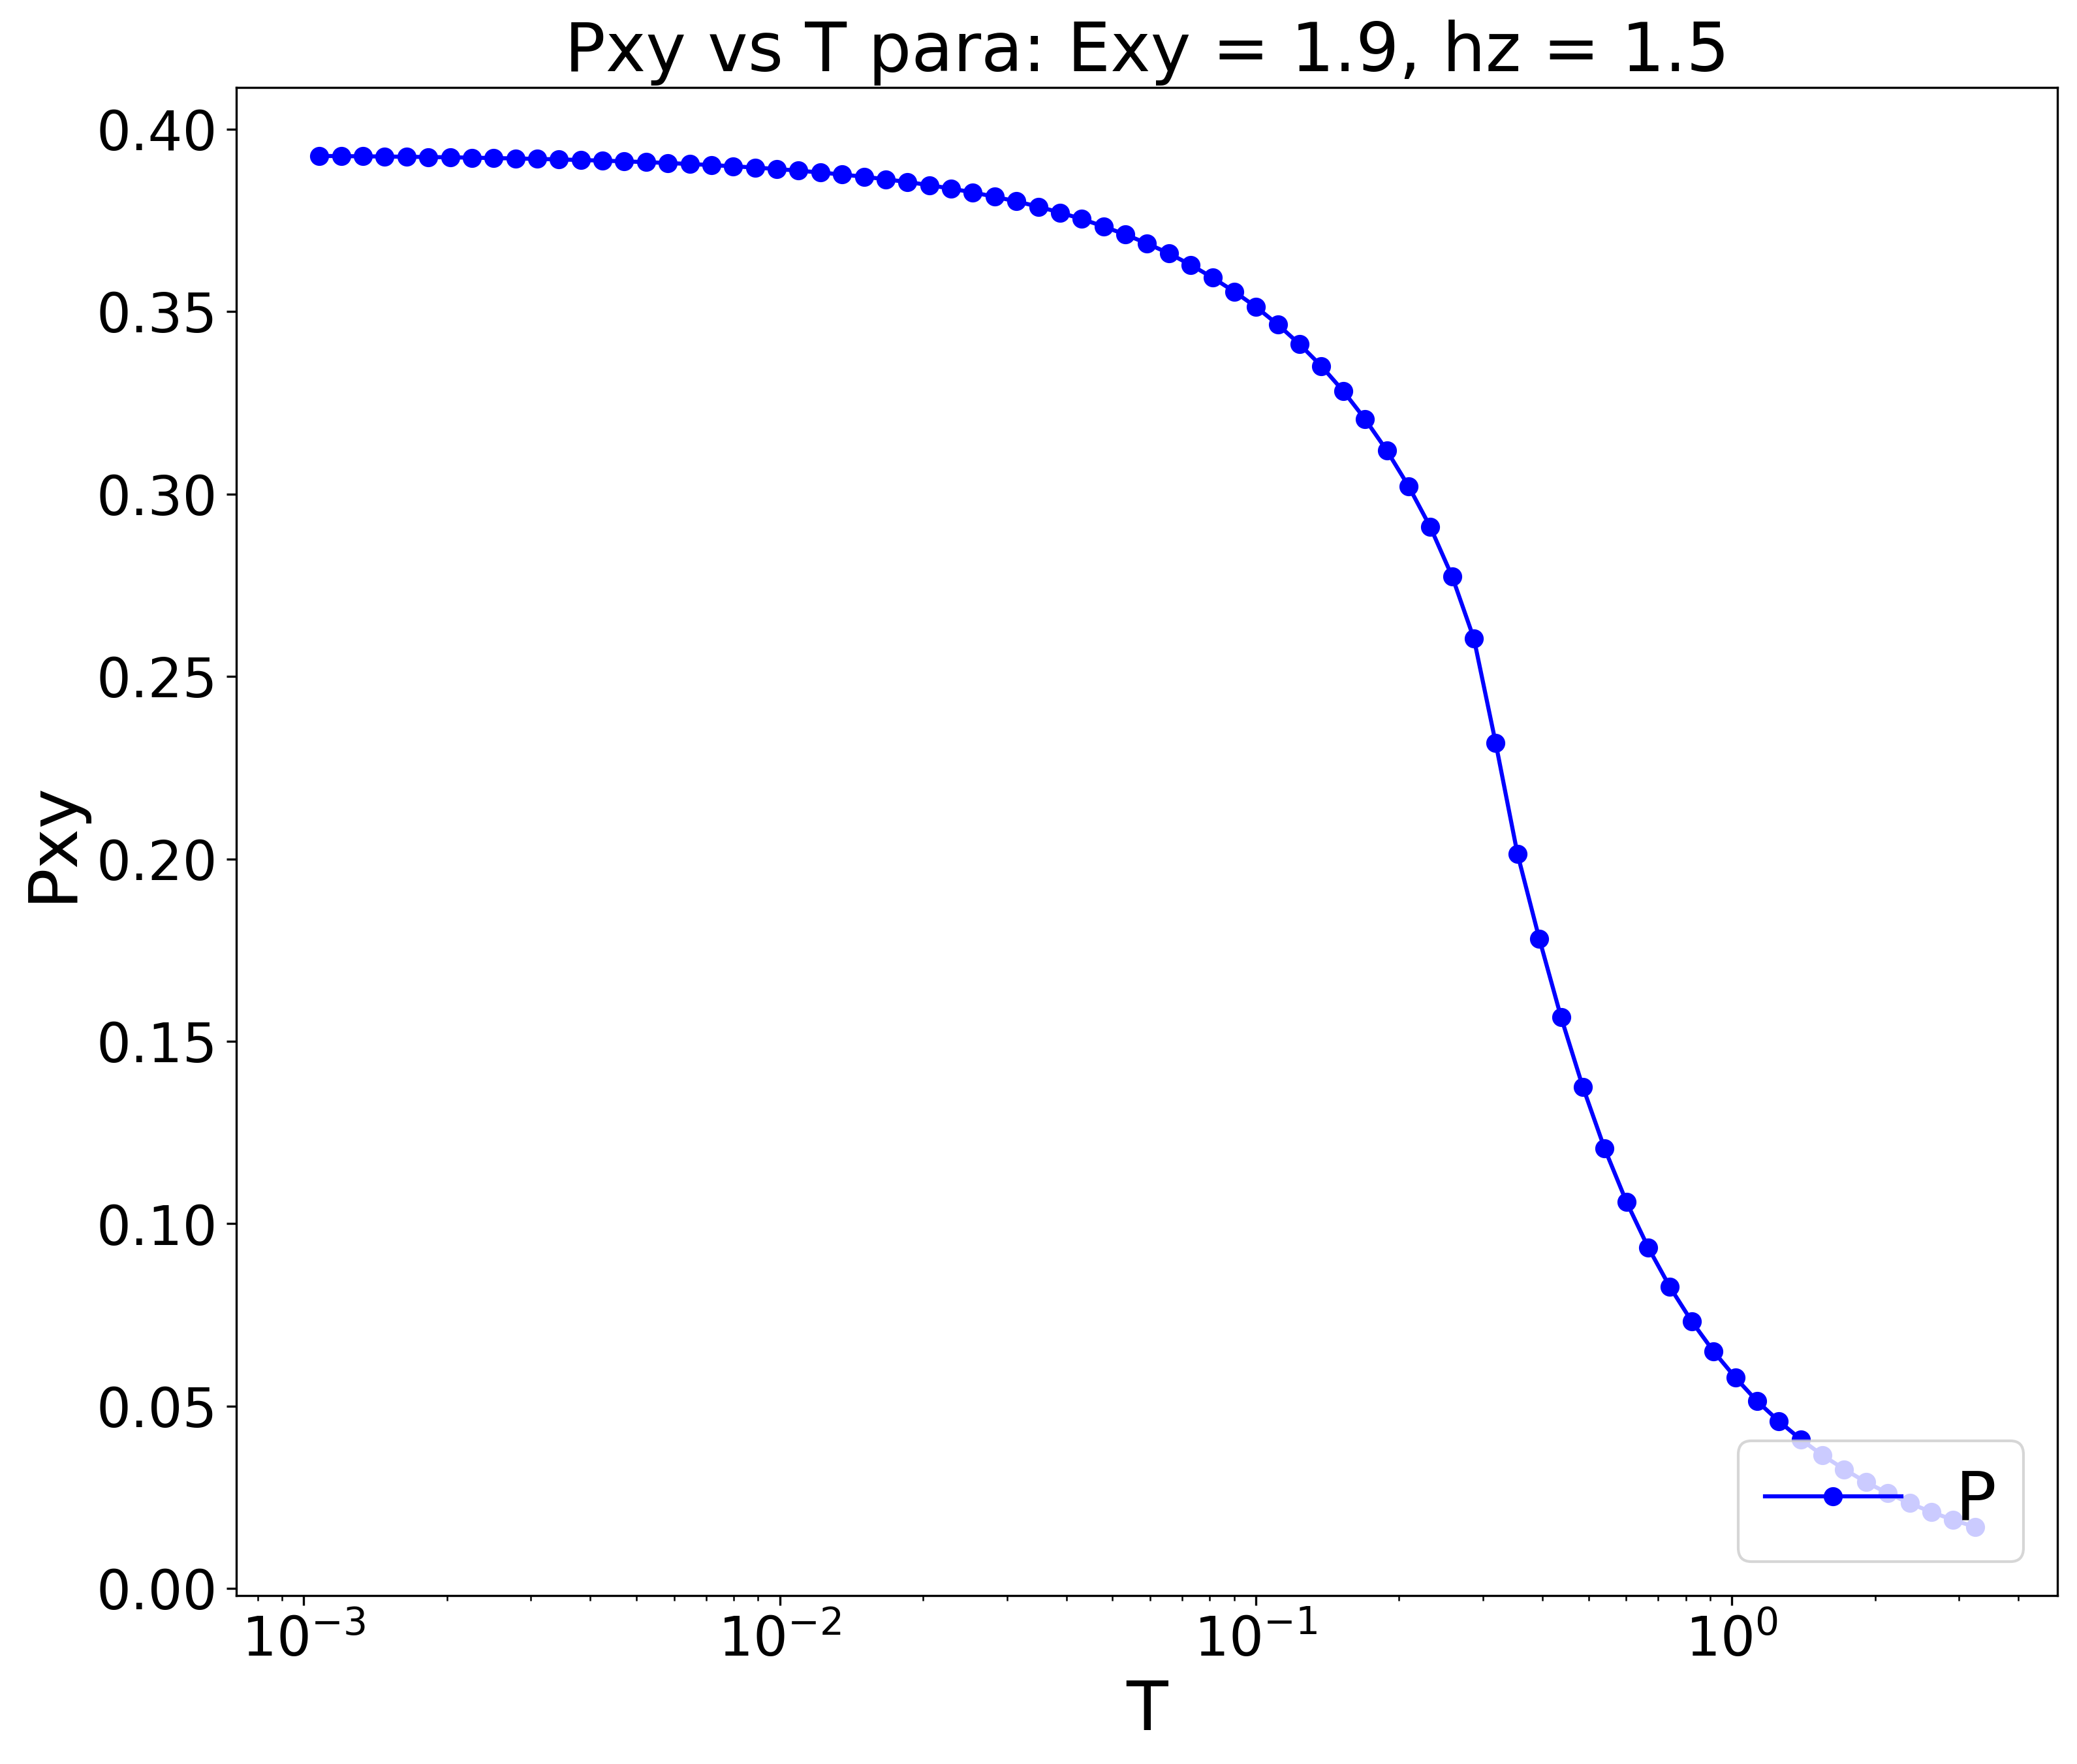 Pxy vs T para: Exy = 1.9, hz = 1.5
0.40
0.35
0.30
0.25
0.20
0.15
0.10
0.05
0.00
Pxy
10⁻³ 10⁻² 10⁻¹ 10⁰
T
P